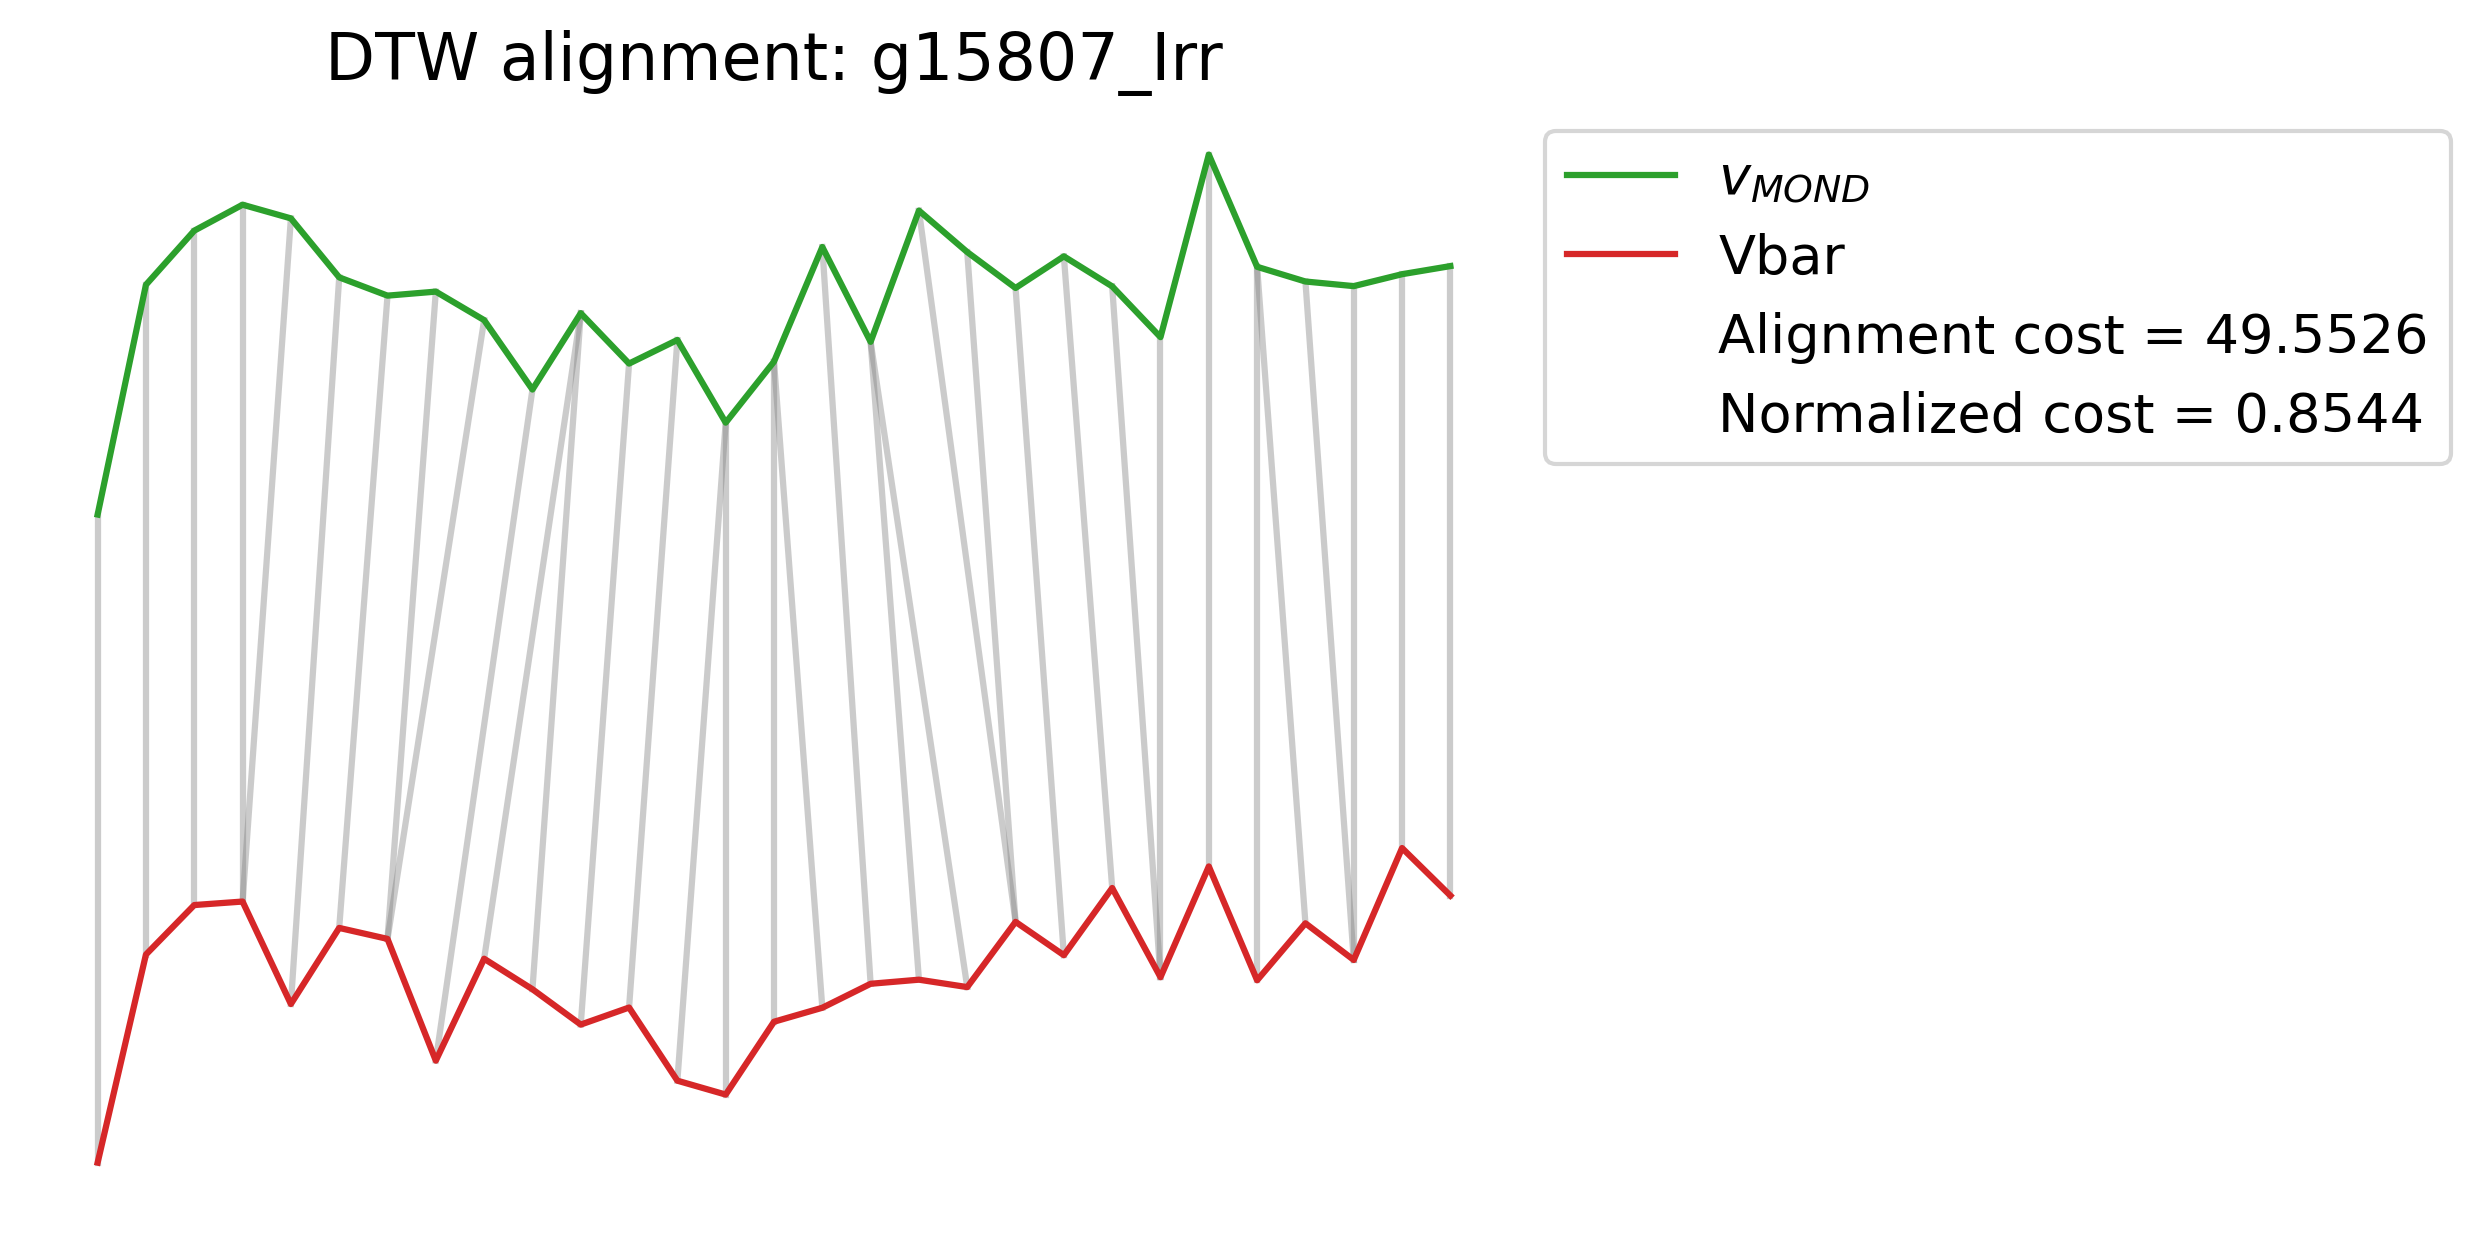 DTW alignment: g15807_Irr
v_MOND
Vbar
Alignment cost = 49.5526
Normalized cost = 0.8544